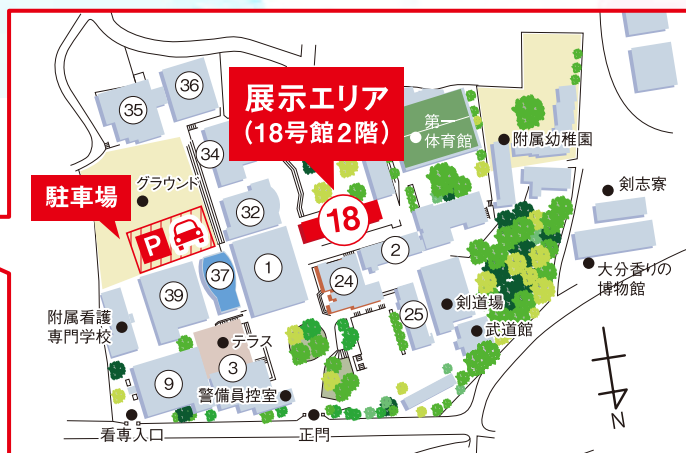 36
35
展示エリア
(18号館2階)
34
第一
体育館
附属幼稚園
駐車場
グラウンド
剣志寮
32
18
P
2
37
1
大分香りの
博物館
24
39
剣道場
25
附属看護
専門学校
武道館
テラス
3
9
警備員控室
N
看専入口
正門